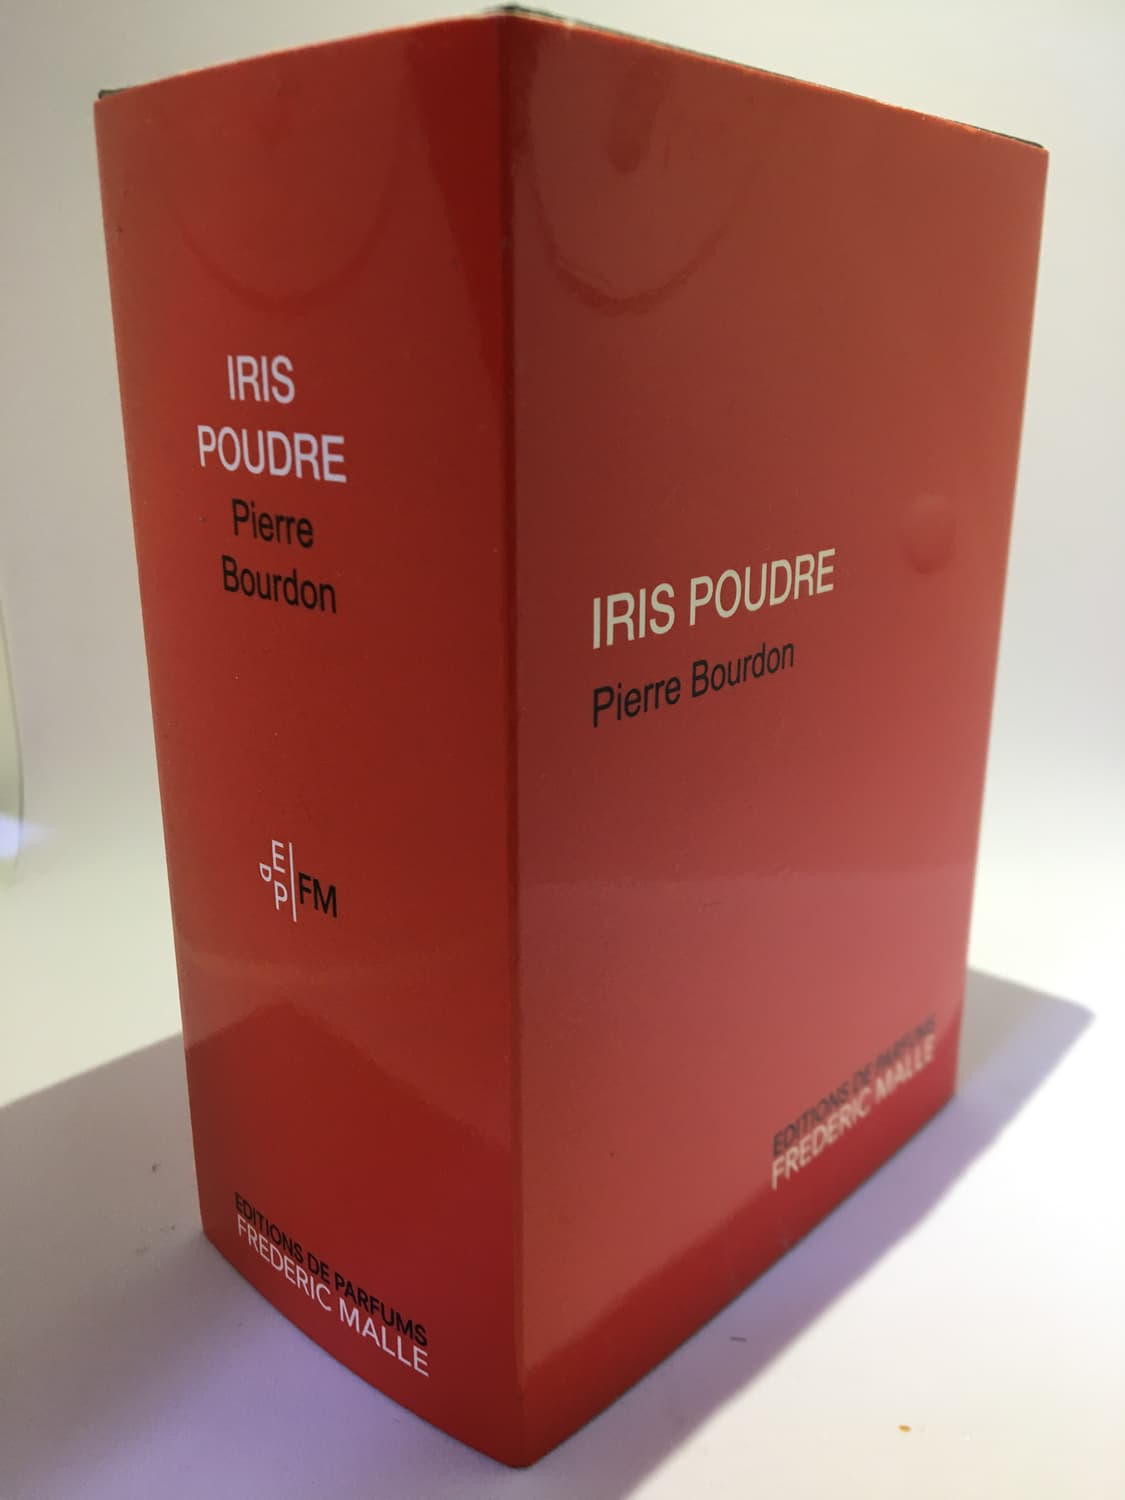 IRIS
POUDRE
Pierre
Bourdon
E
D
P
FM
EDITIONS DE PARFUMS
FREDERIC MALLE
IRIS POUDRE
Pierre Bourdon
EDITIONS DE PARFUMS
FREDERIC MALLE